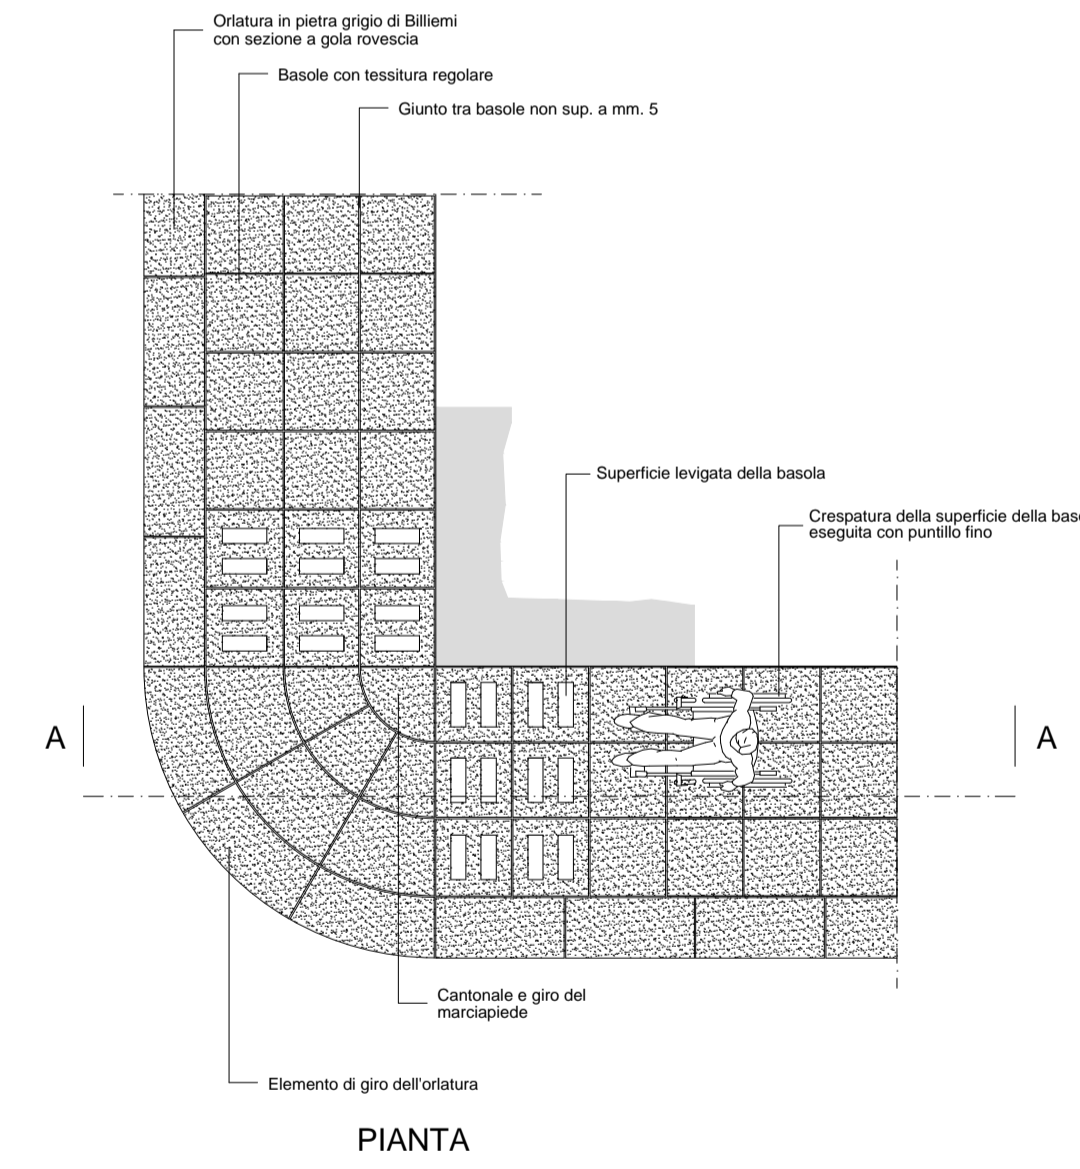 Orlatura in pietra grigio di Billiemi
con sezione a gola rovescia
Basole con tessitura regolare
Giunto tra basole non sup. a mm. 5
Superficie levigata della basola
Crespatura della superficie della
eseguita con puntillo fino
A
A
Cantonale e giro del
marciapiede
Elemento di giro dell'orlatura
PIANTA